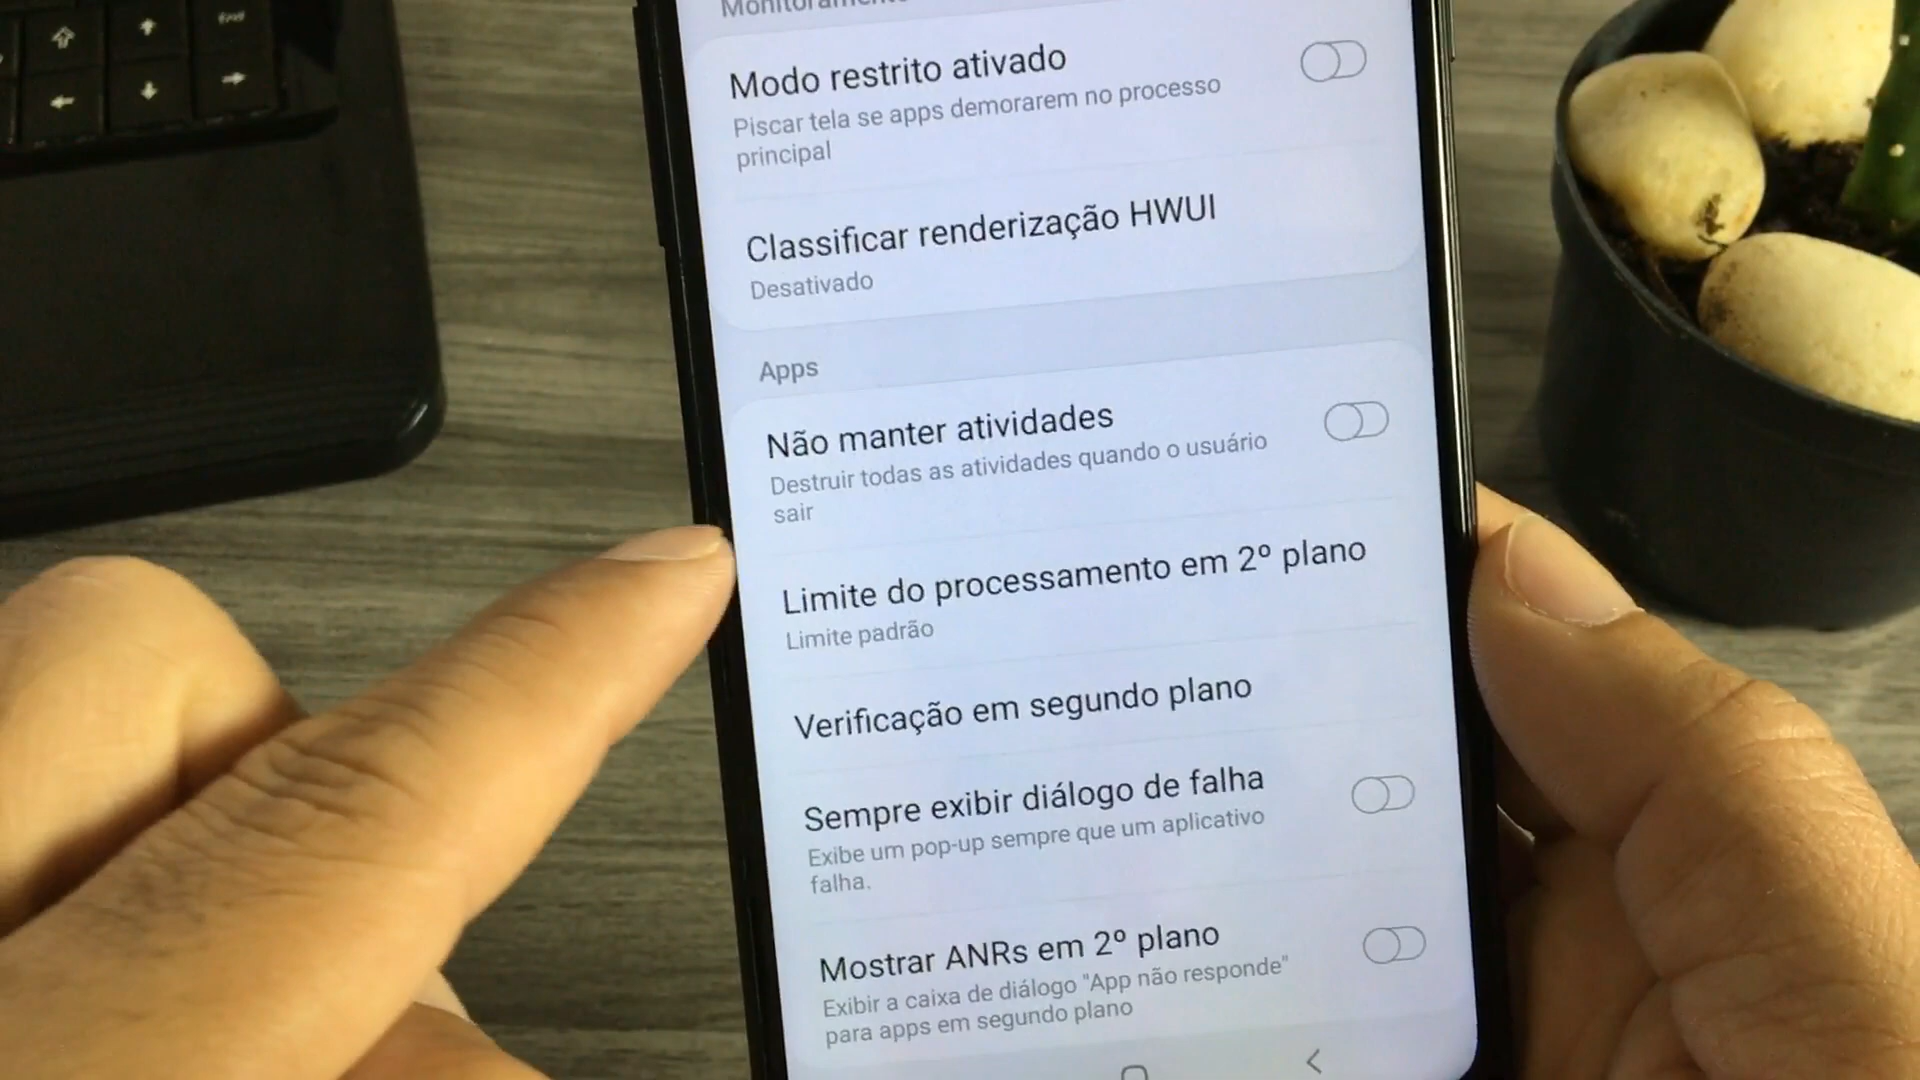 End
Monitoramento
Modo restrito ativado
Piscar tela se apps demorarem no processo
principal
Classificar renderização HWUI
Desativado
Apps
Não manter atividades
Destruir todas as atividades quando o usuário
sair
Limite do processamento em 2º plano
Limite padrão
Verificação em segundo plano
Sempre exibir diálogo de falha
Exibe um pop-up sempre que um aplicativo
falha.
Mostrar ANRs em 2º plano
Exibir a caixa de diálogo "App não responde"
para apps em segundo plano